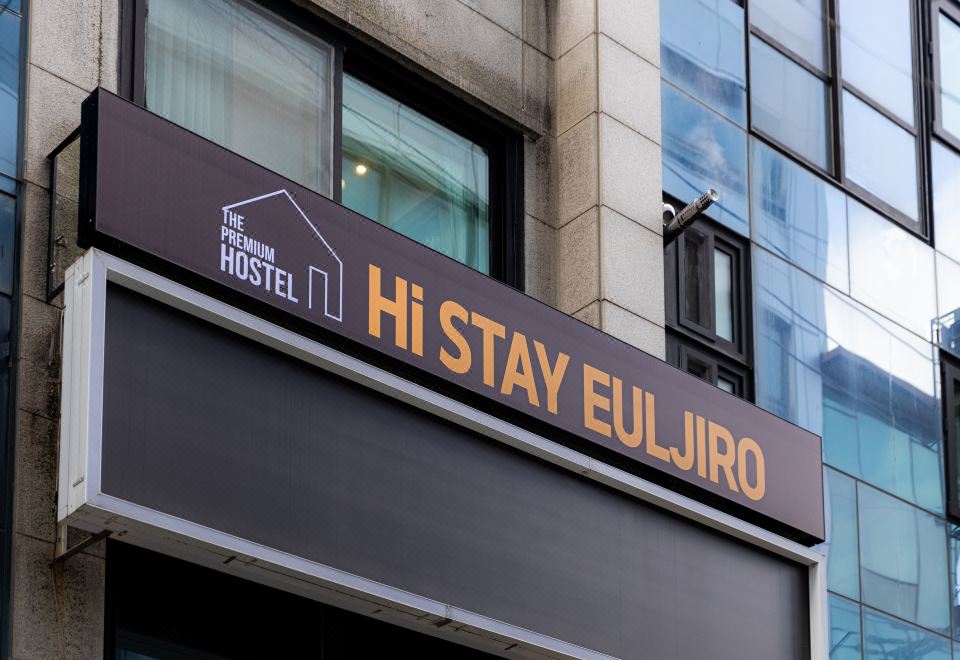 THE
PREMIUM
HOSTEL
Hi STAY EULJIRO